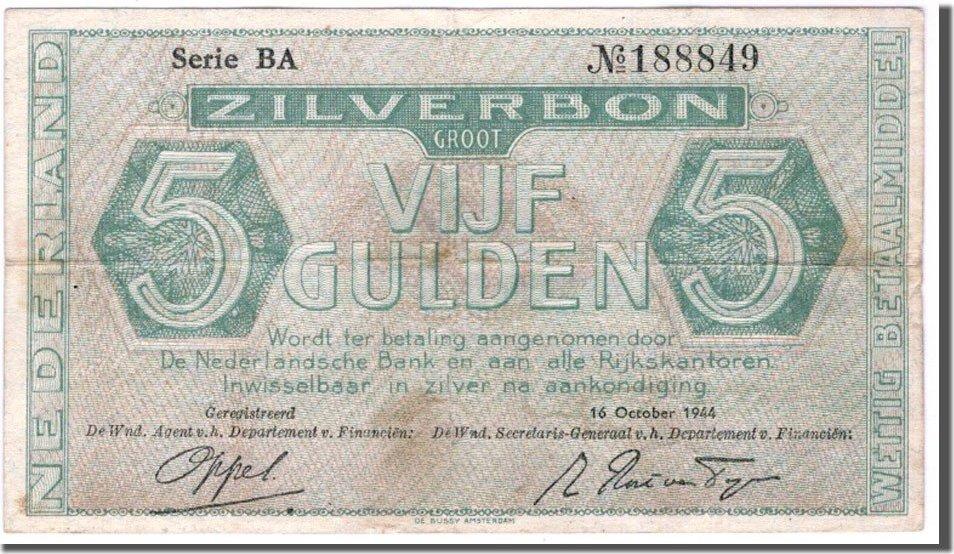 Serie BA
№188849
ZILVERBON
GROOT
5
VIJF
GULDEN
5
NEDERLAND
WETTIG BETAALMIDDEL
Wordt ter betaling aangenomen door
De Nederlandsche Bank en aan alle Rijkskantoren.
Inwisselbaar in zilver na aankondiging
Geregistreerd
De Wnd. Agent v.h. Departement v. Financiën:
16 October 1944
De Wnd. Secretaris-Generaal v.h. Departement v. Financiën:
Oppel.
DE BUSSY AMSTERDAM